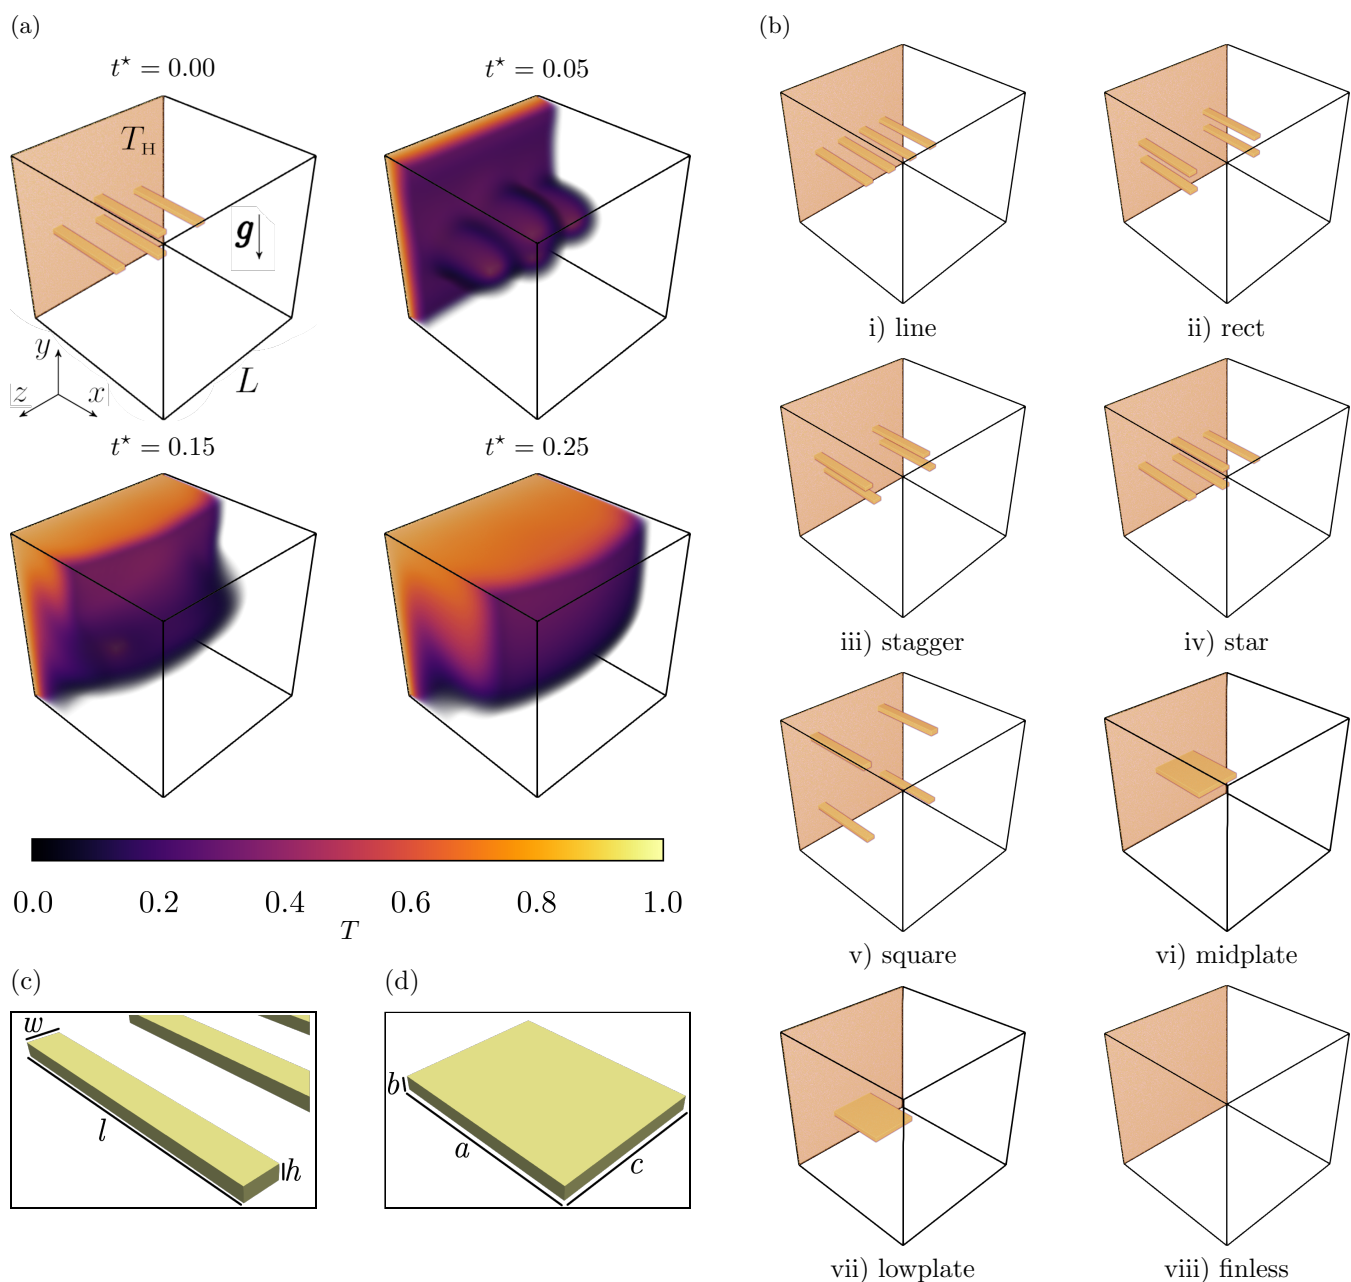 (a)
t* = 0.00
t* = 0.05
T_H
g
y
z
x
L
t* = 0.15
t* = 0.25
0.0 0.2 0.4 0.6 0.8 1.0
T
(b)
i) line
ii) rect
iii) stagger
iv) star
v) square
vi) midplate
vii) lowplate
viii) finless
(c)
w
l
h
(d)
b
a
c